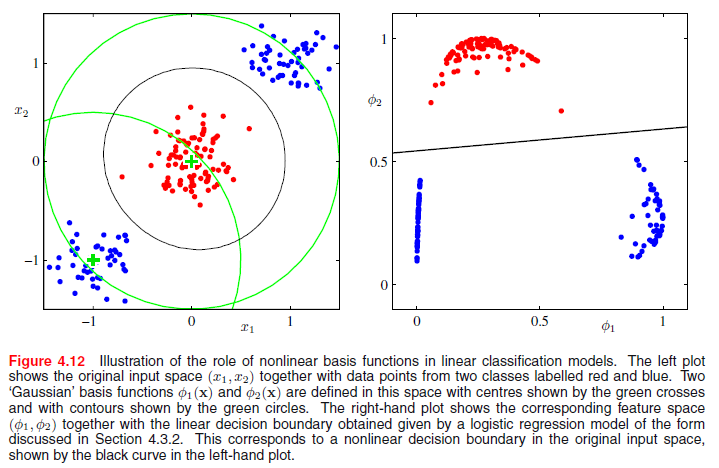 1
x2
0
−1
−1
0
x1
1
1
ϕ2
0.5
0
0
0.5
ϕ1
1
Figure 4.12 Illustration of the role of nonlinear basis functions in linear classification models. The left plot
shows the original input space (x1, x2) together with data points from two classes labelled red and blue. Two
‘Gaussian’ basis functions ϕ1(x) and ϕ2(x) are defined in this space with centres shown by the green crosses
and with contours shown by the green circles. The right-hand plot shows the corresponding feature space
(ϕ1, ϕ2) together with the linear decision boundary obtained given by a logistic regression model of the form
discussed in Section 4.3.2. This corresponds to a nonlinear decision boundary in the original input space,
shown by the black curve in the left-hand plot.